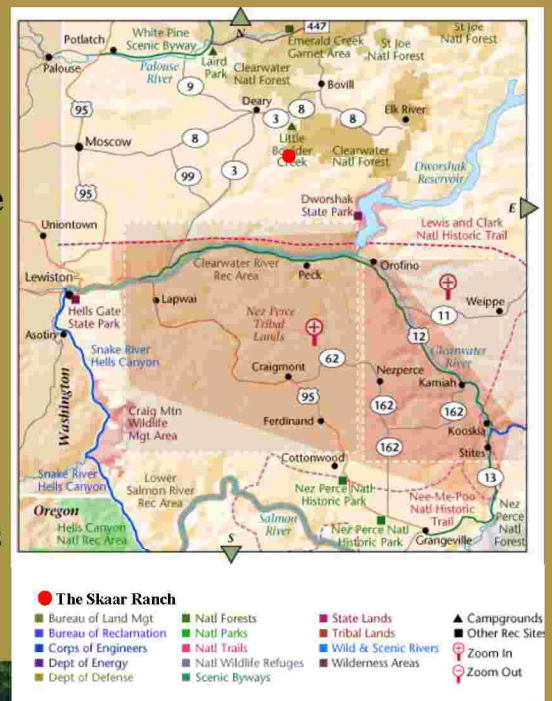 N
447
White Pine
Scenic Byway
Potlatch
Emerald Creek
Garnet Area
St Joe
Natl Forest
St Joe
Natl Forest
Palouse
Palouse
River
Laird
Park
Clearwater
Natl Forest
9
Bovill
95
Deary
3
8
8
Elk River
Moscow
8
Little
Boulder
Creek
Clearwater
Natl Forest
99
3
Dworshak
Reservoir
95
Dworshak
State Park
E
Uniontown
Lewis and Clark
Natl Historic Trail
Clearwater River
Rec Area
Peck
Orofino
Lewiston
Lapwai
Weippe
Hells Gate
State Park
Nez Perce
Tribal
Lands
11
Asotin
12
Snake River
Hells Canyon
62
Clearwater
River
Craigmont
Nezperce
Kamiah
Washington
95
162
162
Craig Mtn
Wildlife
Mgt Area
Ferdinand
Kooskia
162
Stites
Cottonwood
Snake River
Hells Canyon
Lower
Salmon River
Rec Area
13
Nez Perce Natl
Historic Park
Nee-Me-Poo
Natl Historic
Trail
Nez
Perce
Natl
Forest
Oregon
Hells Canyon
Natl Rec Area
Salmon
River
Nez Perce Natl
Historic Park
Grangeville
S
The Skaar Ranch
Bureau of Land Mgt
Bureau of Reclamation
Corps of Engineers
Dept of Energy
Dept of Defense
Natl Forests
Natl Parks
Natl Trails
Natl Wildlife Refuges
Scenic Byways
State Lands
Tribal Lands
Wild & Scenic Rivers
Wilderness Areas
Campgrounds
Other Rec Sites
Zoom In
Zoom Out